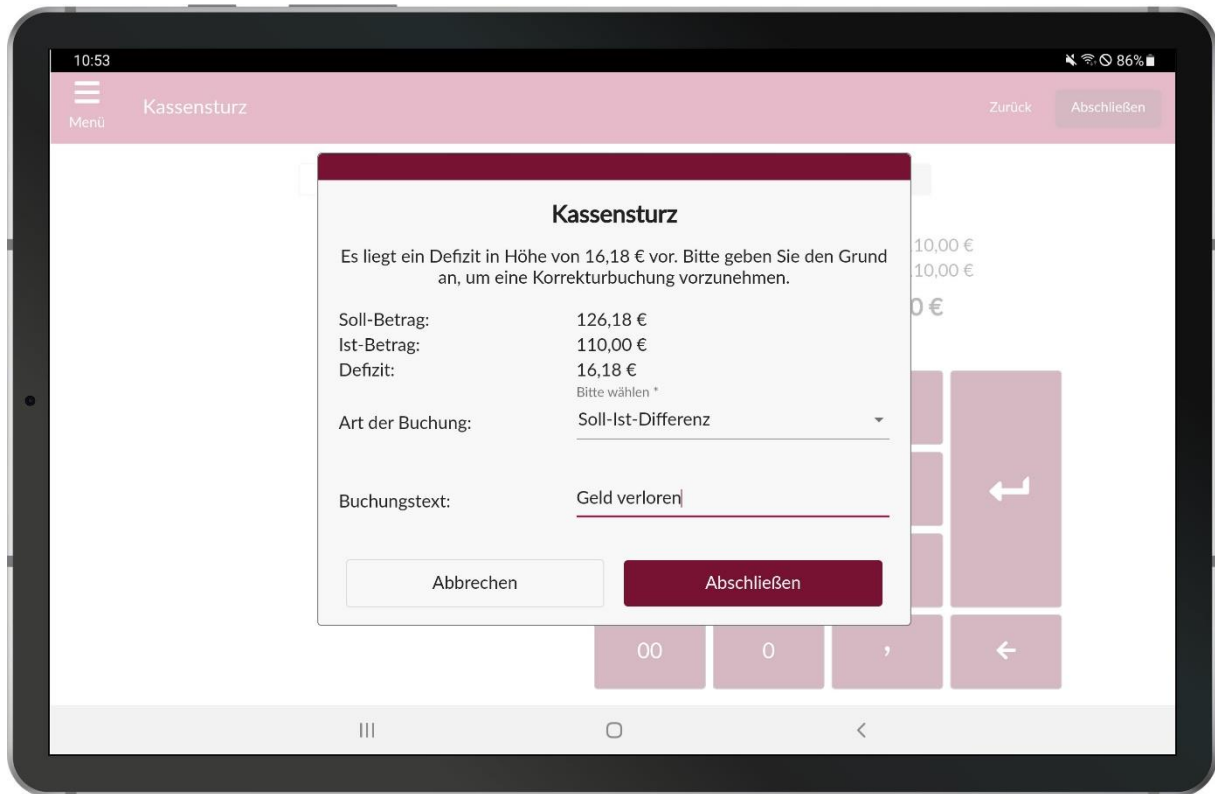 10:53
86%
Menü
Kassensturz
Zurück
Abschließen
Kassensturz
Es liegt ein Defizit in Höhe von 16,18 € vor. Bitte geben Sie den Grund
an, um eine Korrekturbuchung vorzunehmen.
Soll-Betrag: 126,18 €
Ist-Betrag: 110,00 €
Defizit: 16,18 €
Bitte wählen *
Art der Buchung: Soll-Ist-Differenz
Buchungstext: Geld verloren
Abbrechen
Abschließen
10,00 €
10,00 €
0 €
00
0
,